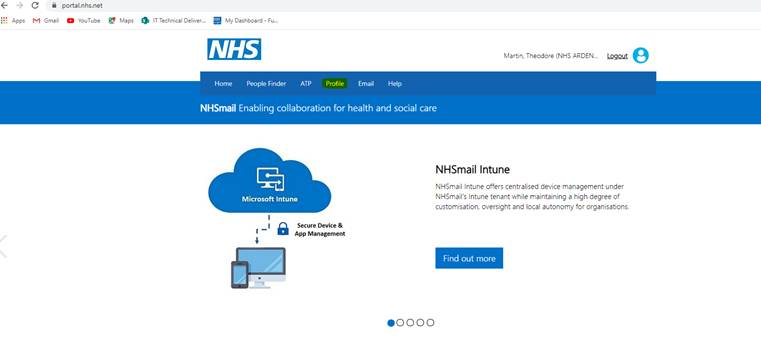 portal.nhs.net
Apps Gmail YouTube Maps IT Technical Deliver... My Dashboard - Fu...
NHS
Martin, Theodore (NHS ARDEN... Logout
Home People Finder ATP Profile Email Help
NHSmail Enabling collaboration for health and social care
Microsoft Intune
Secure Device &
App Management
NHSmail Intune
NHSmail Intune offers centralised device management under
NHSmail's Intune tenant while maintaining a high degree of
customisation, oversight and local autonomy for organisations.
Find out more